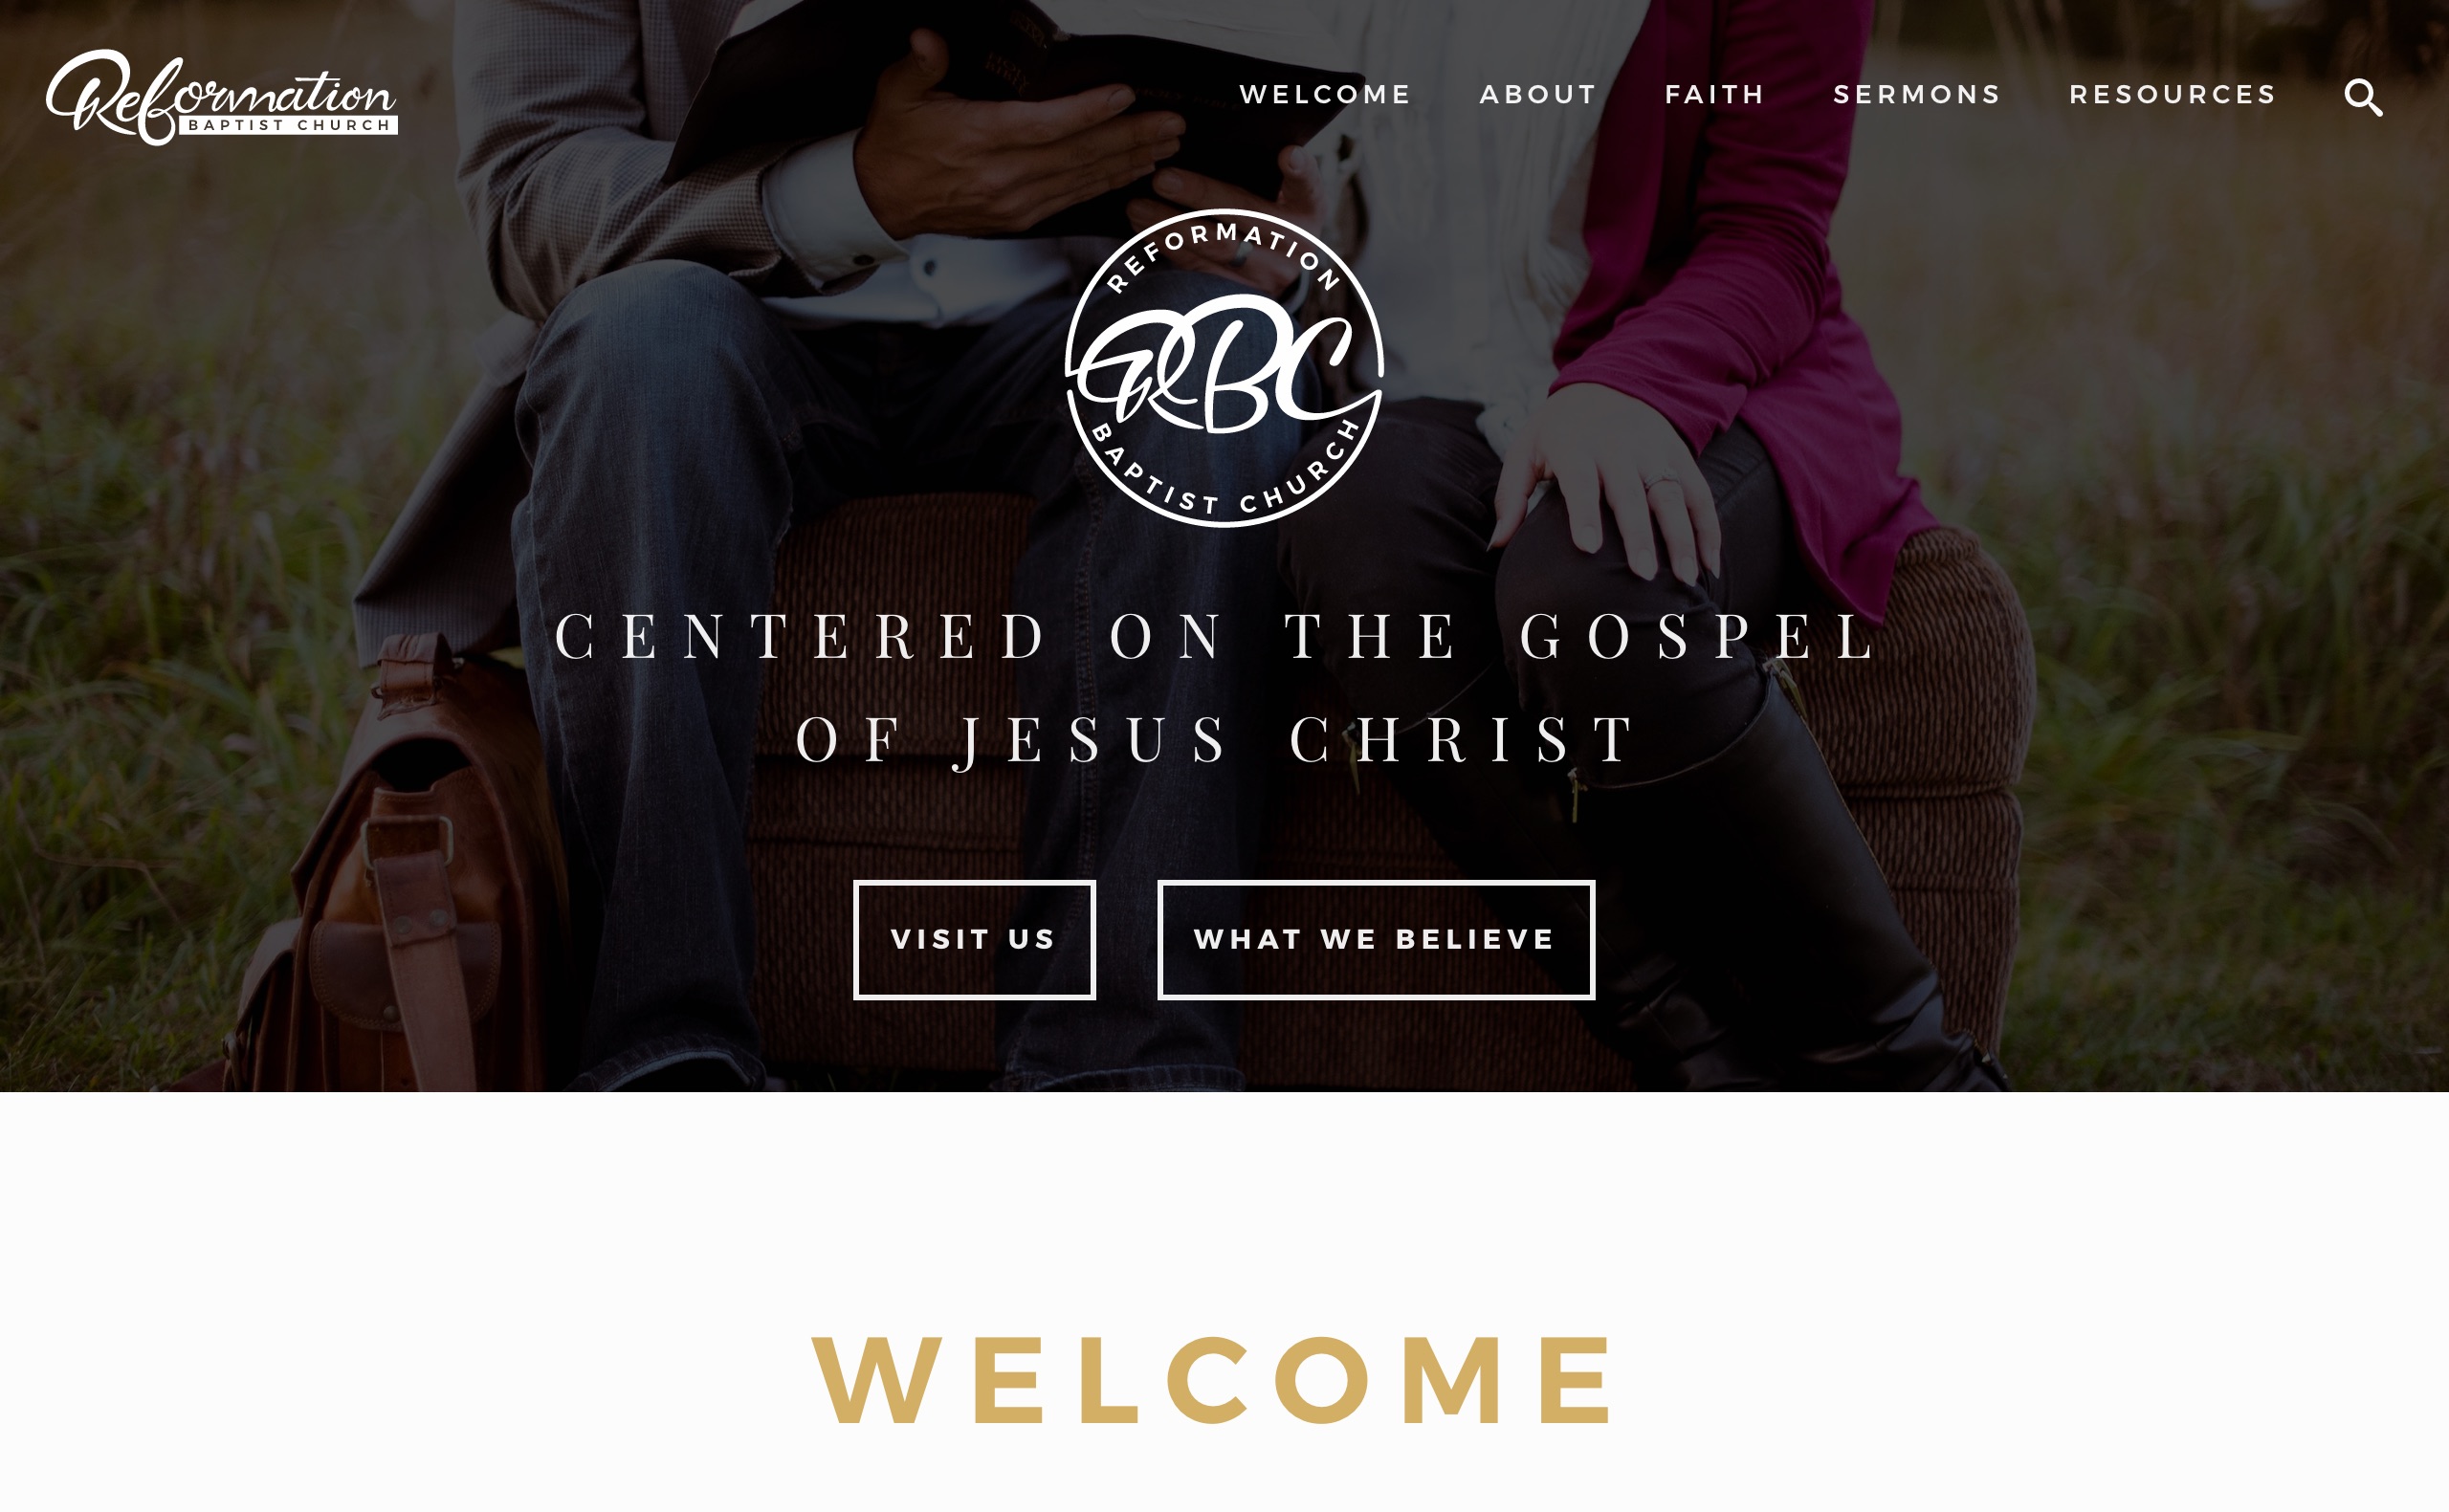 Reformation
BAPTIST CHURCH
WELCOME ABOUT FAITH SERMONS RESOURCES
REFORMATION
RBC
BAPTIST CHURCH
CENTERED ON THE GOSPEL
OF JESUS CHRIST
VISIT US WHAT WE BELIEVE
WELCOME